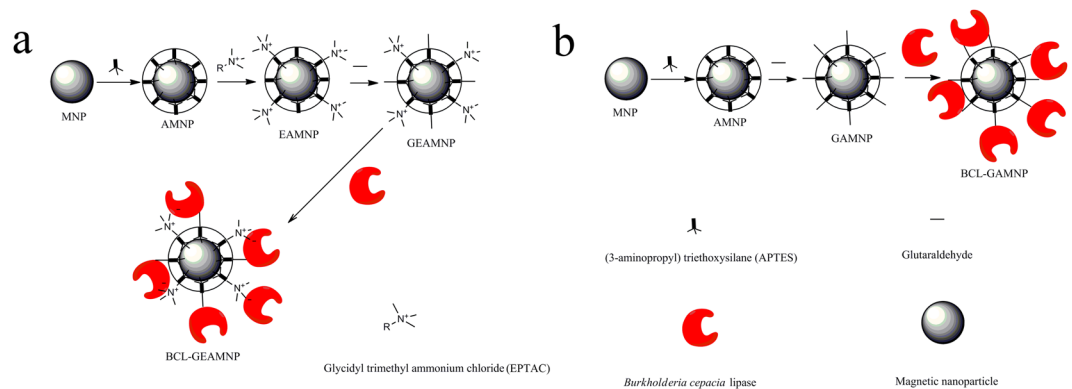 a
MNP
AMNP
R N+
N+ N+ N+ N+
EAMNP
N+ N+ N+ N+
GEAMNP
N+ N+ N+ N+
BCL-GEAMNP
R N+
Glycidyl trimethyl ammonium chloride (EPTAC)
b
MNP
AMNP
GAMNP
BCL-GAMNP
(3-aminopropyl) triethoxysilane (APTES)
Glutaraldehyde
Burkholderia cepacia lipase
Magnetic nanoparticle